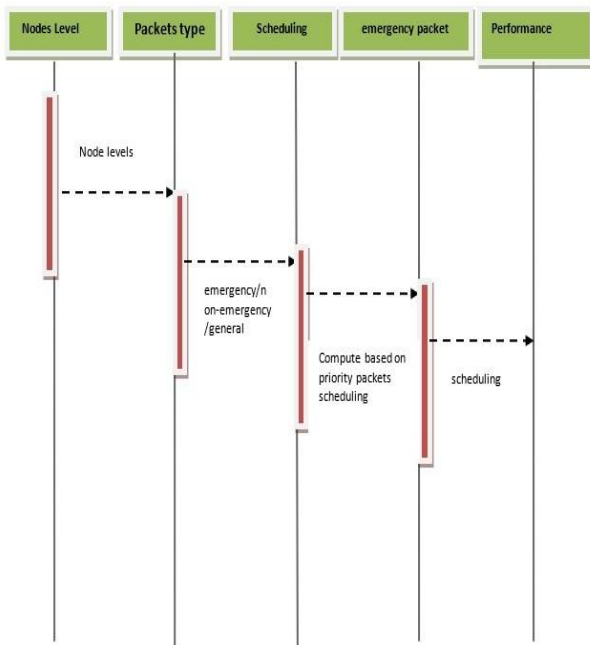 Nodes Level
Packets type
Scheduling
emergency packet
Performance
Node levels
emergency/n
on-emergency
/general
Compute based on
priority packets
scheduling
scheduling